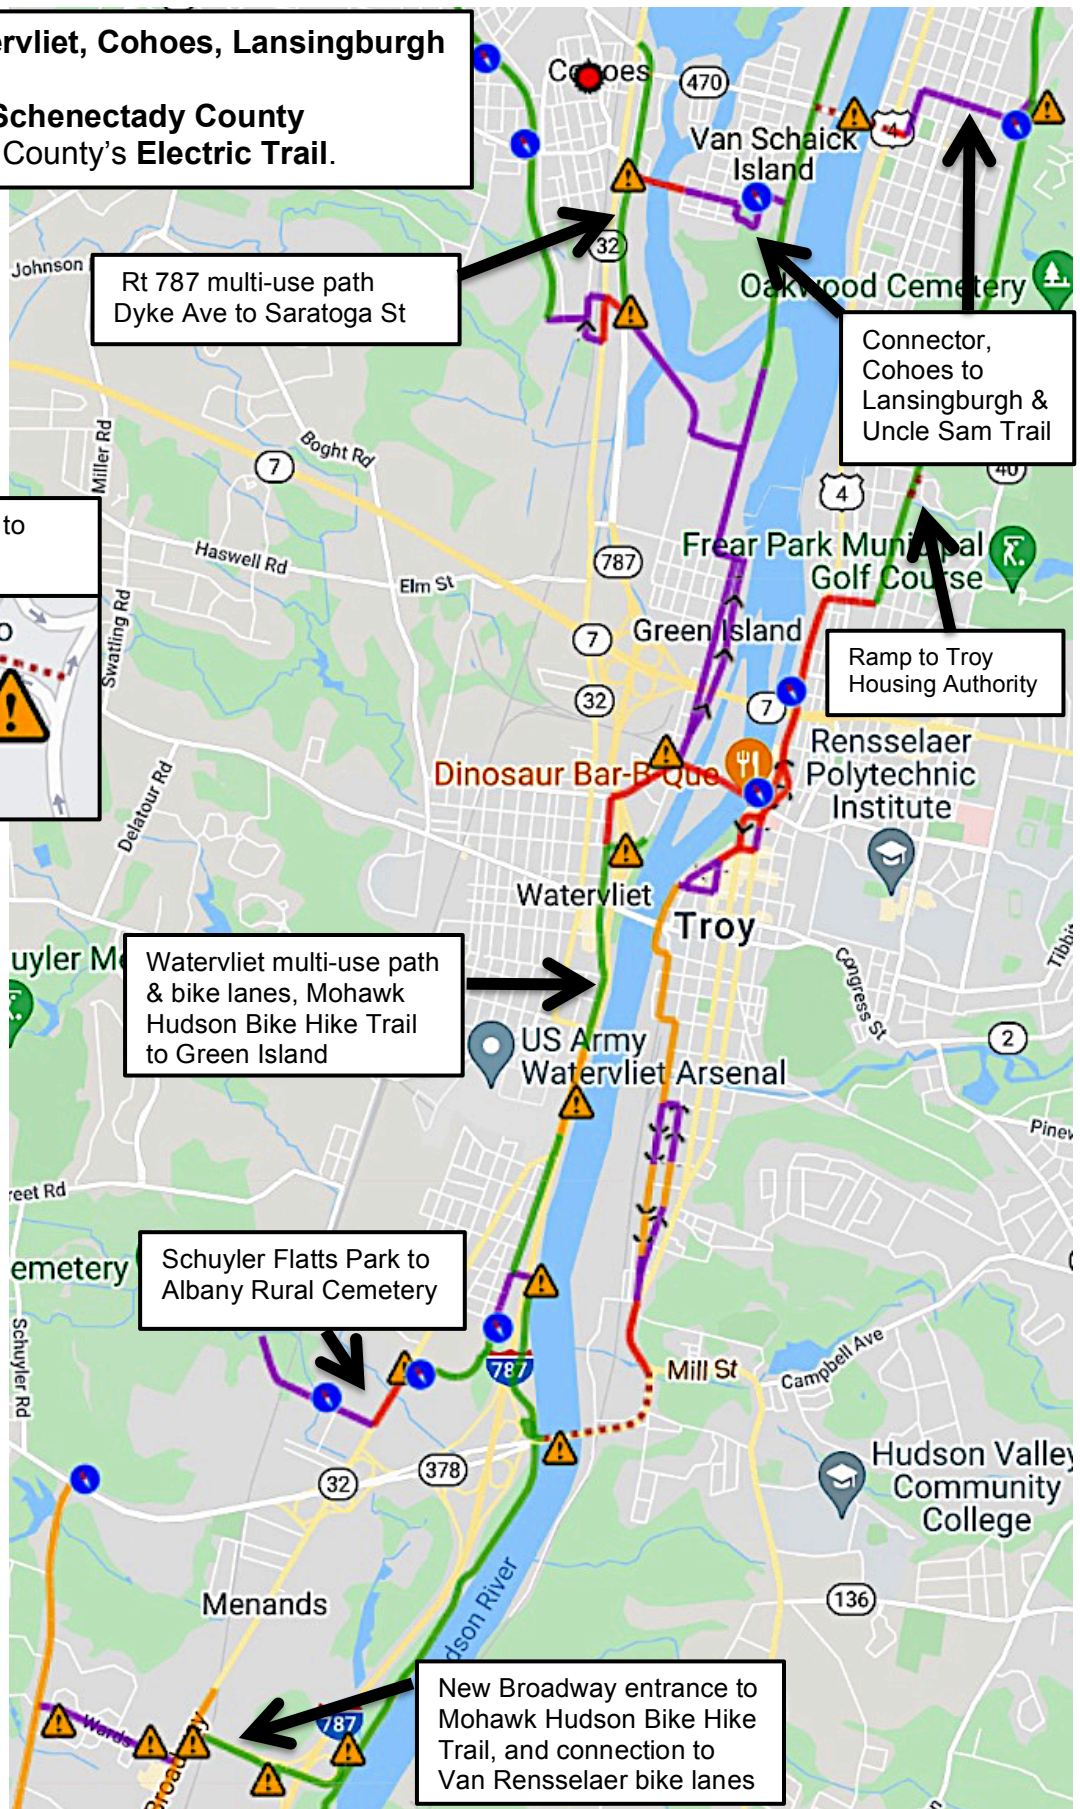 rvliet, Cohoes, Lansingburgh
Schenectady County
County's Electric Trail.
Cohoes
470
4
Van Schaick
Island
Johnson
32
Rt 787 multi-use path
Dyke Ave to Saratoga St
Oakwood Cemetery
Connector,
Cohoes to
Lansingburgh &
Uncle Sam Trail
Miller Rd
Boght Rd
7
4
40
to
Haswell Rd
Elm St
787
Frear Park Municipal
Golf Course
Swatling Rd
7
Green Island
Ramp to Troy
Housing Authority
32
7
Delatour Rd
Dinosaur Bar-B-Que
Rensselaer
Polytechnic
Institute
Watervliet
Troy
uyler Me
Watervliet multi-use path
& bike lanes, Mohawk
Hudson Bike Hike Trail
to Green Island
Congress St
Tibbit
US Army
Watervliet Arsenal
2
Pinew
reet Rd
emetery
Schuyler Flatts Park to
Albany Rural Cemetery
Schuyler Rd
787
Mill St
Campbell Ave
32
378
Hudson Valley
Community
College
Menands
136
dson River
New Broadway entrance to
Mohawk Hudson Bike Hike
Trail, and connection to
Van Rensselaer bike lanes
Wards
787
Broadway